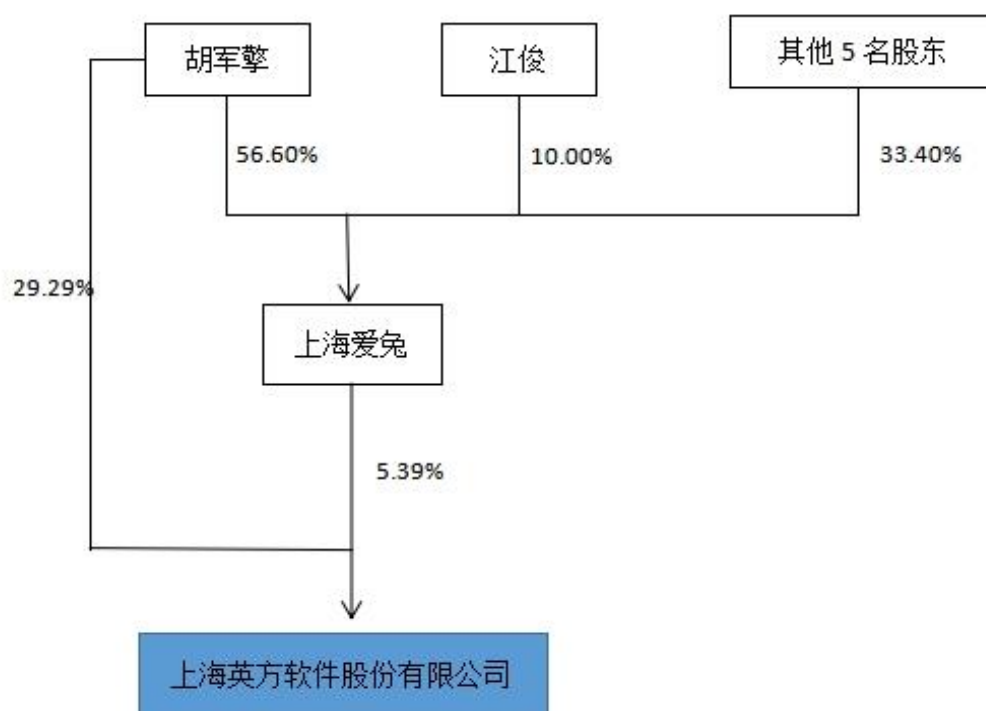 胡军擎
江俊
其他 5 名股东
56.60%
10.00%
33.40%
29.29%
上海爱兔
5.39%
上海英方软件股份有限公司